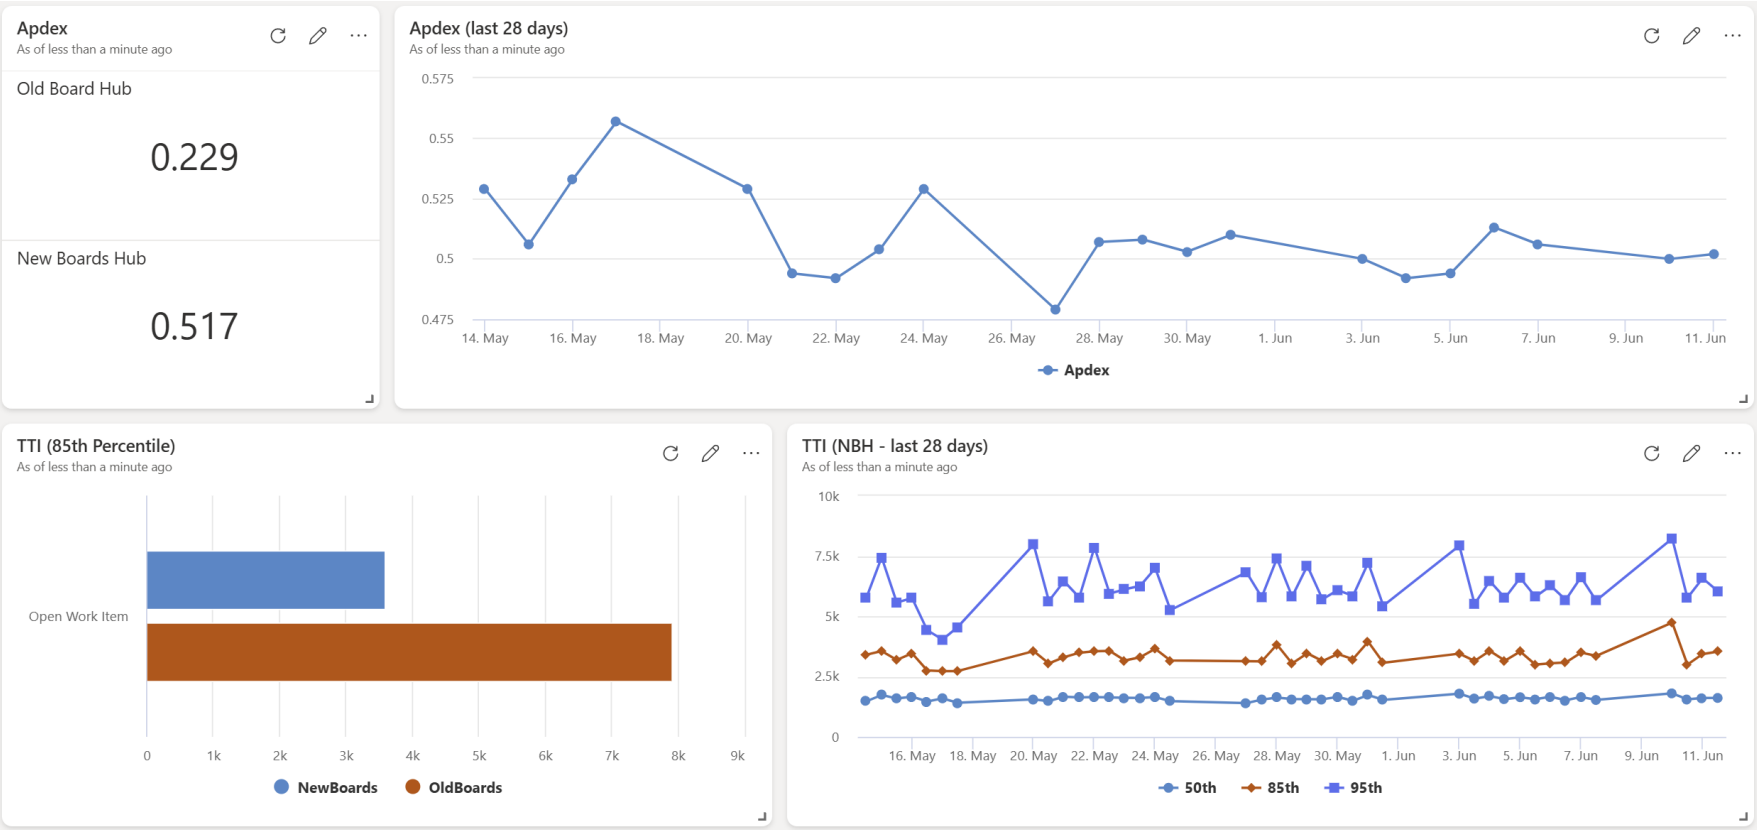 Apdex
As of less than a minute ago
Old Board Hub
0.229
New Boards Hub
0.517
Apdex (last 28 days)
As of less than a minute ago
0.575
0.55
0.525
0.5
0.475
14. May 16. May 18. May 20. May 22. May 24. May 26. May 28. May 30. May 1. Jun 3. Jun 5. Jun 7. Jun 9. Jun 11. Jun
Apdex
TTI (85th Percentile)
As of less than a minute ago
Open Work Item
0 1k 2k 3k 4k 5k 6k 7k 8k 9k
NewBoards OldBoards
TTI (NBH - last 28 days)
As of less than a minute ago
10k
7.5k
5k
2.5k
0
16. May 18. May 20. May 22. May 24. May 26. May 28. May 30. May 1. Jun 3. Jun 5. Jun 7. Jun 9. Jun 11. Jun
50th 85th 95th